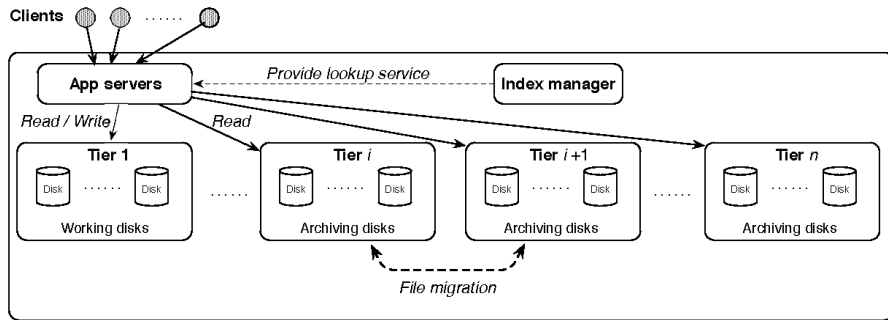 Clients ......
App servers Provide lookup service Index manager
Read / Write Read
Tier 1 Tier i Tier i+1 Tier n
Disk ...... Disk ...... Disk ...... Disk Disk ...... Disk ...... Disk ...... Disk
Working disks Archiving disks Archiving disks Archiving disks
File migration